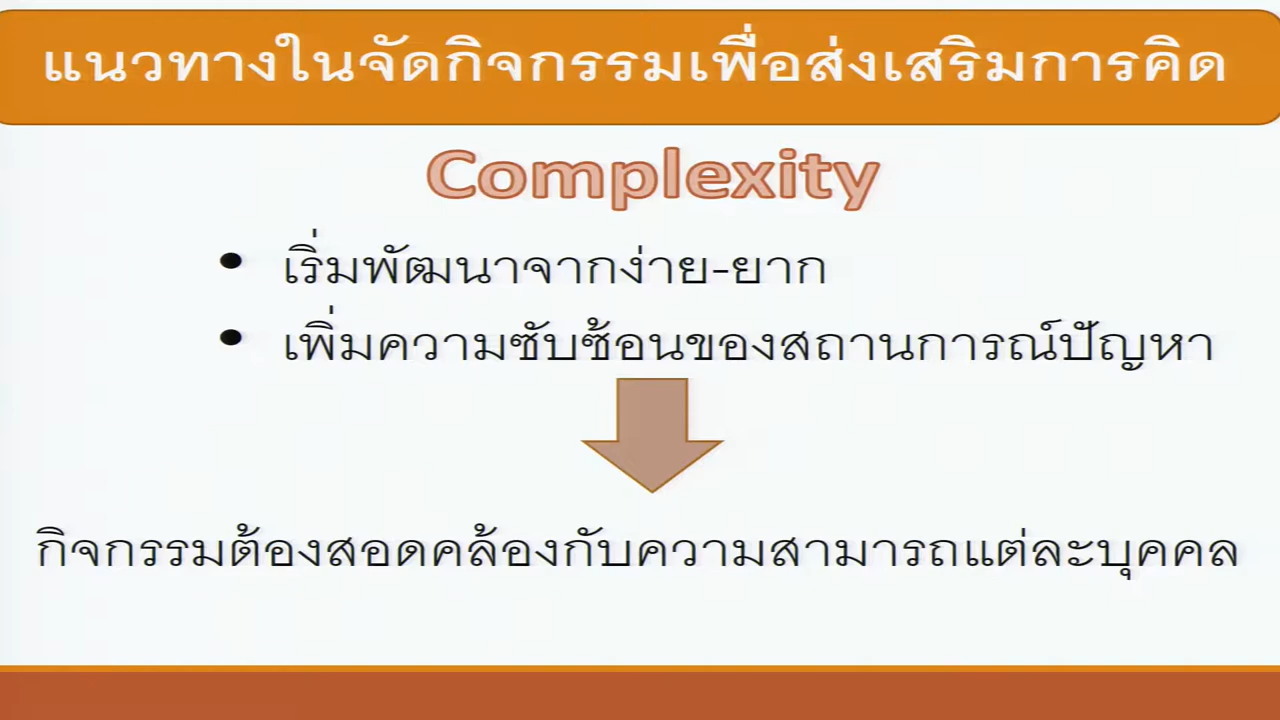 แนวทางในจัดกิจกรรมเพื่อส่งเสริมการคิด
Complexity
• เริ่มพัฒนาจากง่าย-ยาก
• เพิ่มความซับซ้อนของสถานการณ์ปัญหา
กิจกรรมต้องสอดคล้องกับความสามารถแต่ละบุคคล